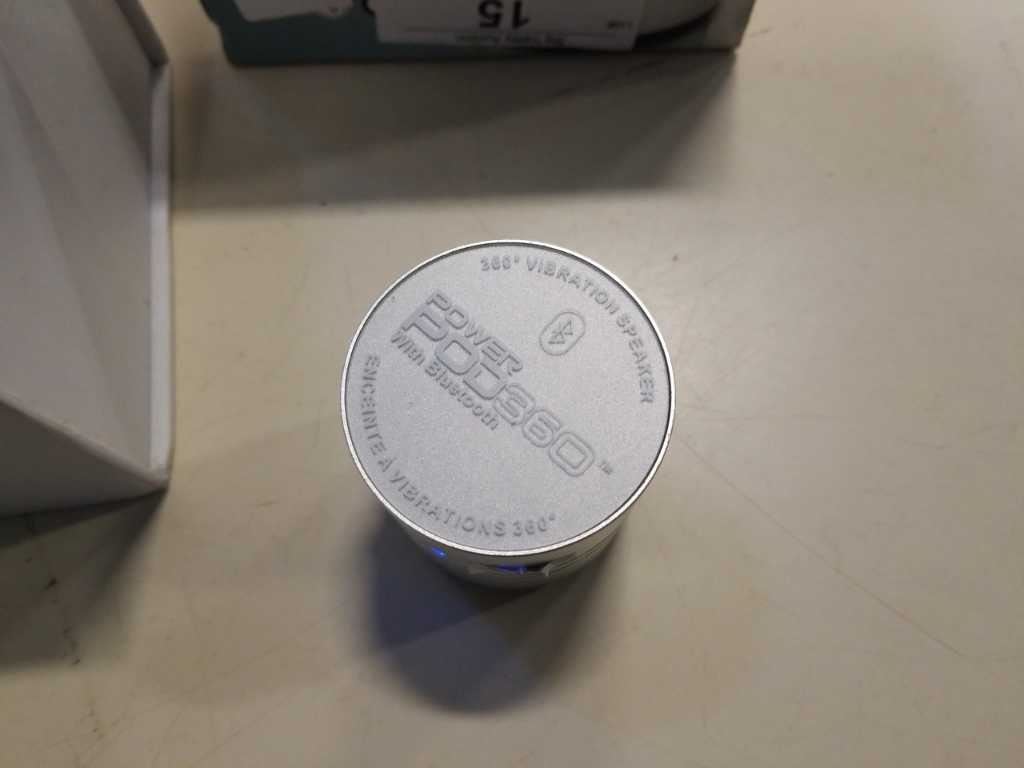 15
360° VIBRATION SPEAKER
POWER
POD360™
With Bluetooth
ENCEINTE A VIBRATIONS 360°